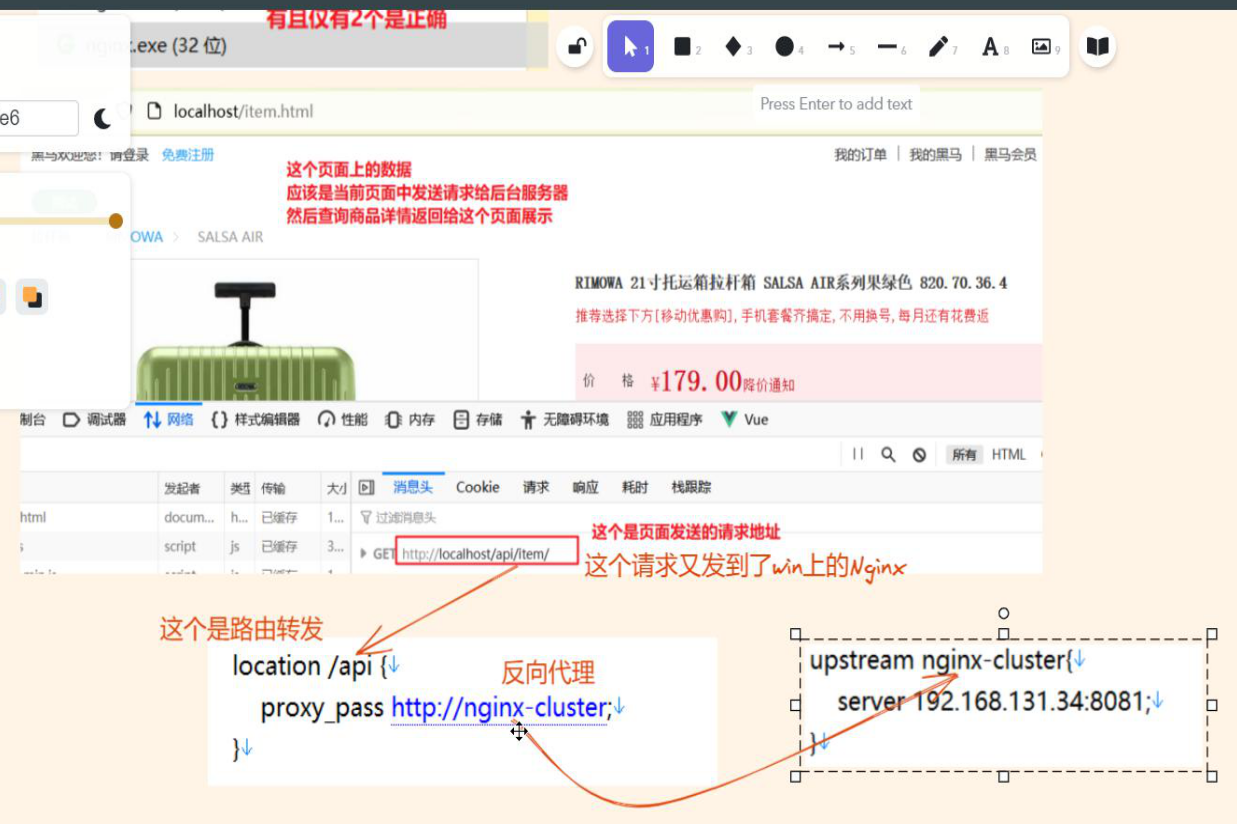 有且仅有2个是正确
nginx.exe (32 位)
1
2
3
4
5
6
7
A 8
9
e6
localhost/item.html
Press Enter to add text
黑马欢迎您! 请登录 免费注册
我的订单 | 我的黑马 | 黑马会员
这个页面上的数据
应该是当前页面中发送请求给后台服务器
然后查询商品详情返回给这个页面展示
OWA > SALSA AIR
RIMOWA 21寸托运箱拉杆箱 SALSA AIR系列果绿色 820.70.36.4
推荐选择下方[移动优惠购],手机套餐齐搞定,不用换号,每月还有花费返
价 格 ¥179.00降价通知
制台 调试器 网络 {} 样式编辑器 性能 内存 存储 无障碍环境 应用程序 Vue
所有 HTML
发起者 类型 传输 大小 消息头 Cookie 请求 响应 耗时 栈跟踪
html docum... h... 已缓存 1... 过滤消息头
s script js 已缓存 3...
这个是页面发送的请求地址
GET http://localhost/api/item/
这个请求又发到了win上的Nginx
这个是路由转发
location /api {↓
反向代理
proxy_pass http://nginx-cluster;↓
}↓
upstream nginx-cluster{↓
server 192.168.131.34:8081;↓
}↓